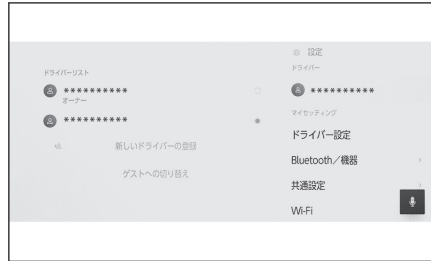 ドライバーリスト
**********
オーナー
**********
新しいドライバーの登録
ゲストへの切り替え
設定
ドライバー
**********
マイセッティング
ドライバー設定
Bluetooth／機器
共通設定
Wi-Fi